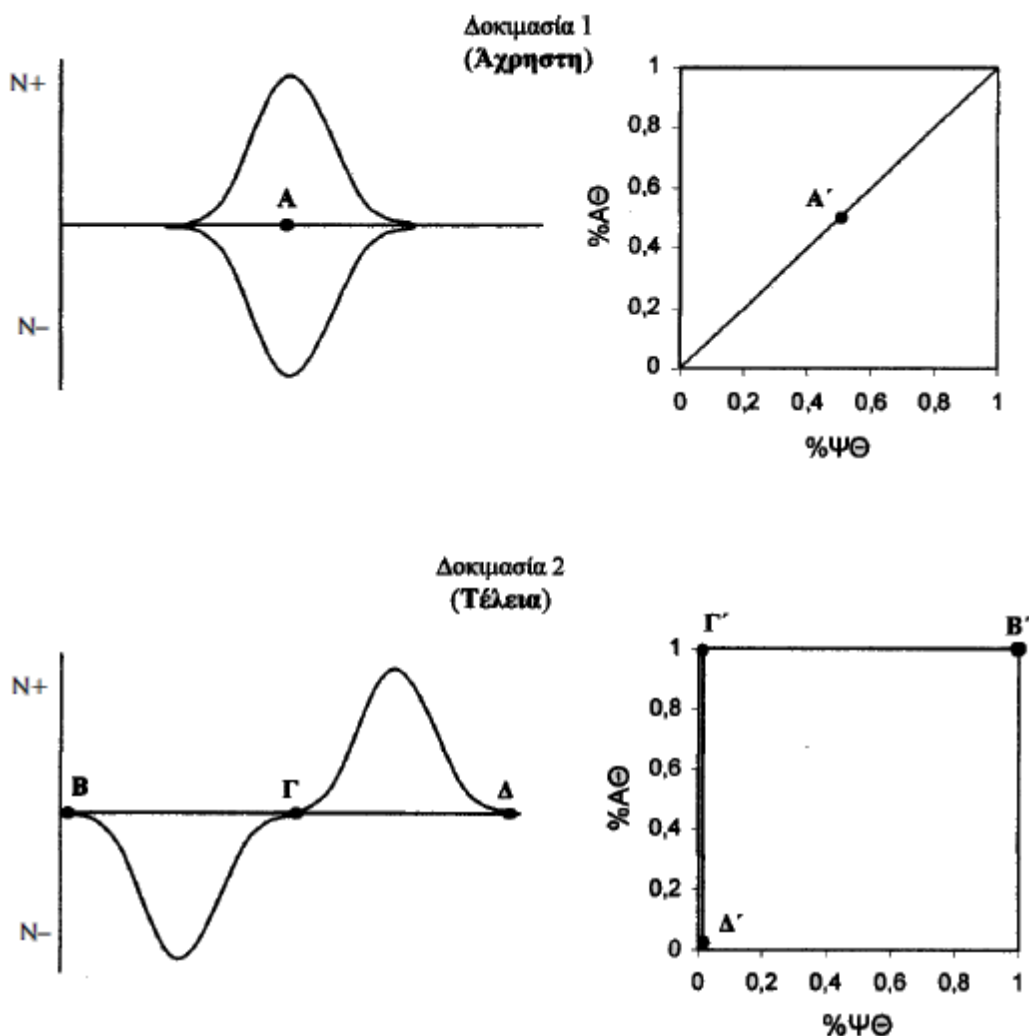 Δοκιμασία 1
(Άχρηστη)
N+
A
N–
1
0,8
0,6
0,4
0,2
0
%ΑΘ
A´
0 0,2 0,4 0,6 0,8 1
%ΨΘ
Δοκιμασία 2
(Τέλεια)
N+
B Γ Δ
N–
Γ´ B´
1
0,8
0,6
0,4
0,2
0
%ΑΘ
Δ´
0 0,2 0,4 0,6 0,8 1
%ΨΘ